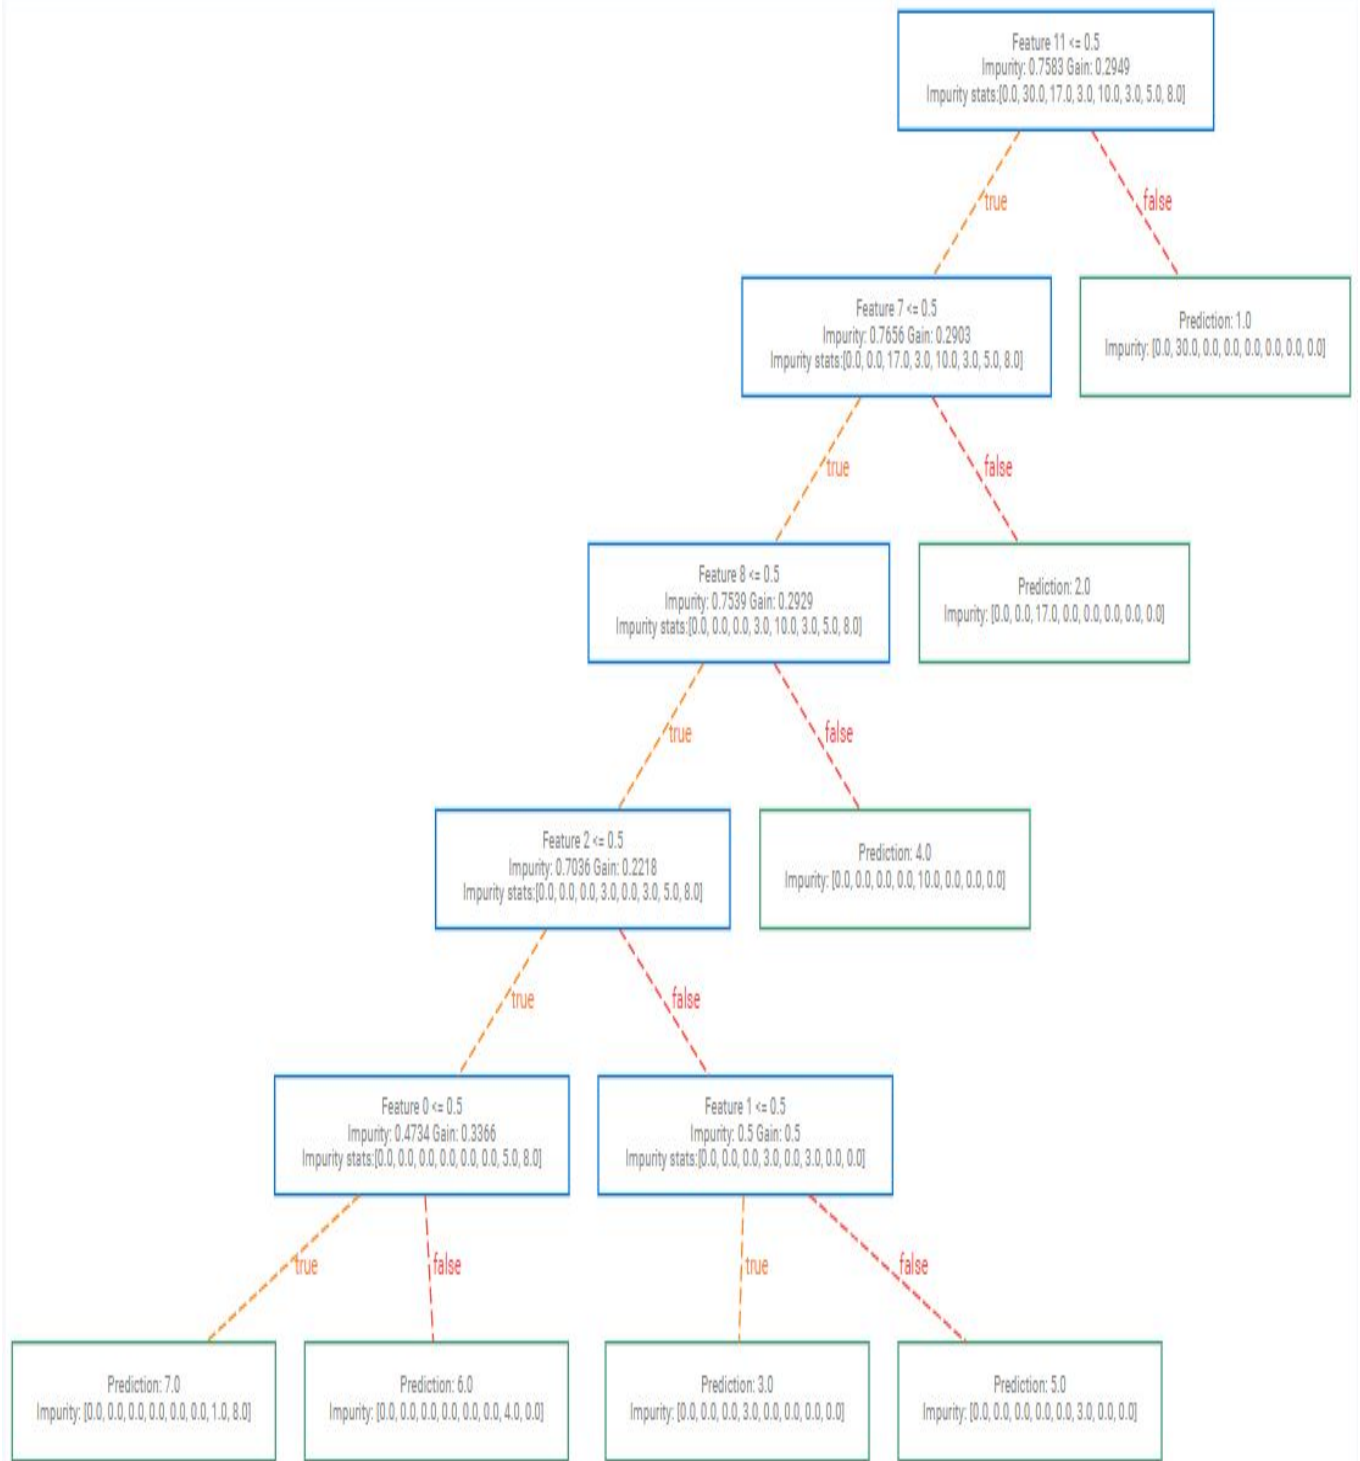 Feature 11 <= 0.5
Impurity: 0.7583 Gain: 0.2949
Impurity stats:[0.0, 30.0, 17.0, 3.0, 10.0, 3.0, 5.0, 8.0]
true
false
Feature 7 <= 0.5
Impurity: 0.7656 Gain: 0.2903
Impurity stats:[0.0, 0.0, 17.0, 3.0, 10.0, 3.0, 5.0, 8.0]
Prediction: 1.0
Impurity: [0.0, 30.0, 0.0, 0.0, 0.0, 0.0, 0.0, 0.0]
true
false
Feature 8 <= 0.5
Impurity: 0.7539 Gain: 0.2929
Impurity stats:[0.0, 0.0, 0.0, 3.0, 10.0, 3.0, 5.0, 8.0]
Prediction: 2.0
Impurity: [0.0, 0.0, 17.0, 0.0, 0.0, 0.0, 0.0, 0.0]
true
false
Feature 2 <= 0.5
Impurity: 0.7036 Gain: 0.2218
Impurity stats:[0.0, 0.0, 0.0, 3.0, 0.0, 3.0, 5.0, 8.0]
Prediction: 4.0
Impurity: [0.0, 0.0, 0.0, 0.0, 10.0, 0.0, 0.0, 0.0]
true
false
Feature 0 <= 0.5
Impurity: 0.4734 Gain: 0.3366
Impurity stats:[0.0, 0.0, 0.0, 0.0, 0.0, 0.0, 5.0, 8.0]
Feature 1 <= 0.5
Impurity: 0.5 Gain: 0.5
Impurity stats:[0.0, 0.0, 0.0, 3.0, 0.0, 3.0, 0.0, 0.0]
true
false
true
false
Prediction: 7.0
Impurity: [0.0, 0.0, 0.0, 0.0, 0.0, 0.0, 1.0, 8.0]
Prediction: 6.0
Impurity: [0.0, 0.0, 0.0, 0.0, 0.0, 0.0, 4.0, 0.0]
Prediction: 3.0
Impurity: [0.0, 0.0, 0.0, 3.0, 0.0, 0.0, 0.0, 0.0]
Prediction: 5.0
Impurity: [0.0, 0.0, 0.0, 0.0, 0.0, 3.0, 0.0, 0.0]